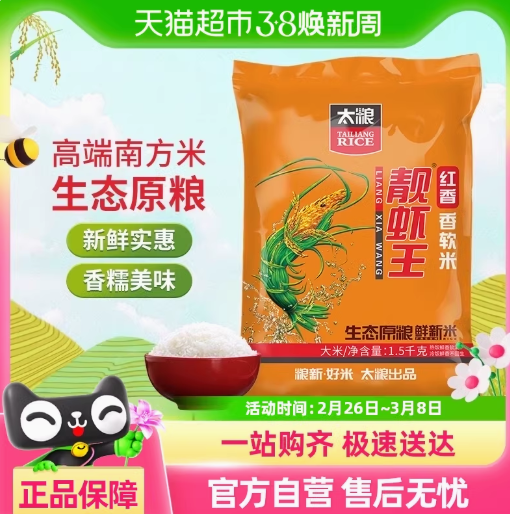 天猫超市38焕新周
高端南方米
生态原粮
新鲜实惠
香糯美味
太粮
TAILIANG
RICE
靓虾王
LIANG XIA WANG
红香
香软米
生态原粮 鲜新米
大米/净含量:1.5千克
粮新·好米 太粮出品
活动时间:2月26日~3月8日
一站购齐 极速送达
正品保障
官方自营 售后无忧